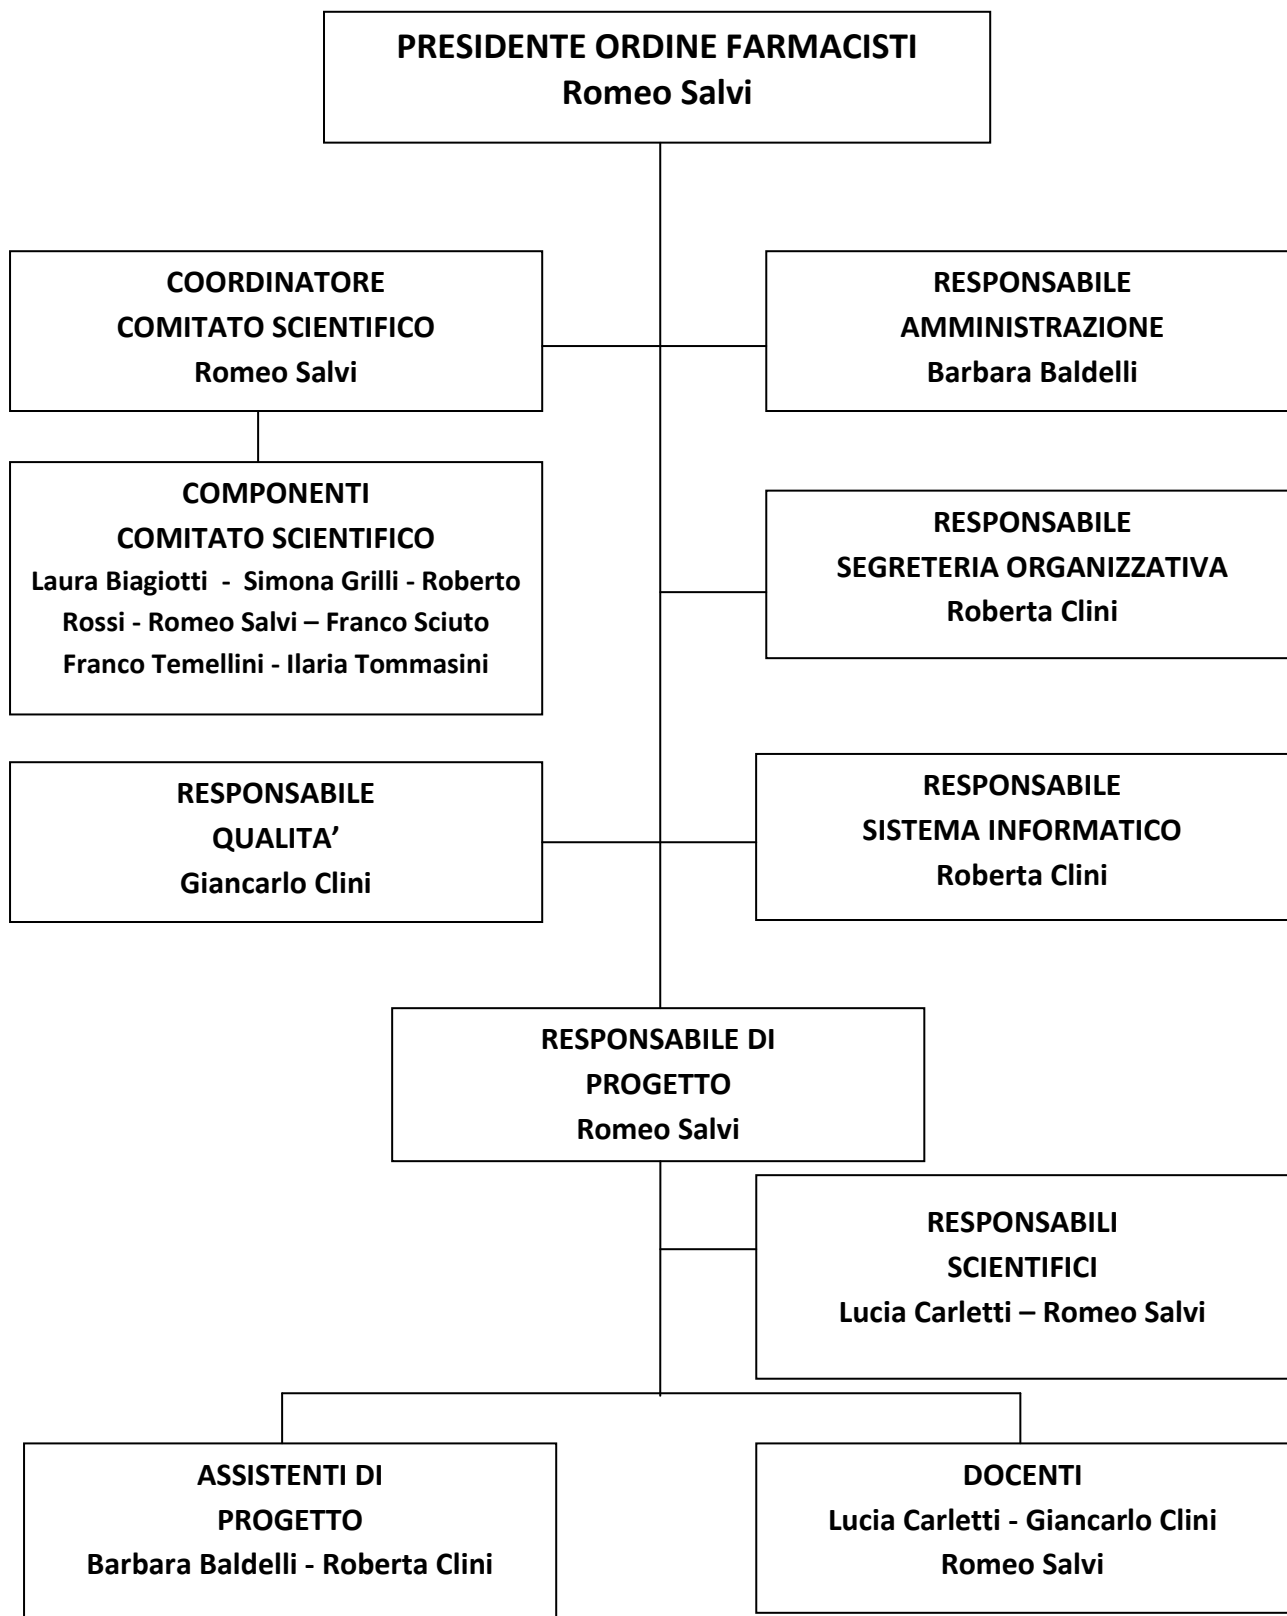 PRESIDENTE ORDINE FARMACISTI
Romeo Salvi
COORDINATORE
COMITATO SCIENTIFICO
Romeo Salvi
RESPONSABILE
AMMINISTRAZIONE
Barbara Baldelli
COMPONENTI
COMITATO SCIENTIFICO
Laura Biagiotti  -  Simona Grilli - Roberto
Rossi - Romeo Salvi – Franco Sciuto
Franco Temellini - Ilaria Tommasini
RESPONSABILE
SEGRETERIA ORGANIZZATIVA
Roberta Clini
RESPONSABILE
QUALITA’
Giancarlo Clini
RESPONSABILE
SISTEMA INFORMATICO
Roberta Clini
RESPONSABILE DI
PROGETTO
Romeo Salvi
RESPONSABILI
SCIENTIFICI
Lucia Carletti – Romeo Salvi
ASSISTENTI DI
PROGETTO
Barbara Baldelli - Roberta Clini
DOCENTI
Lucia Carletti - Giancarlo Clini
Romeo Salvi